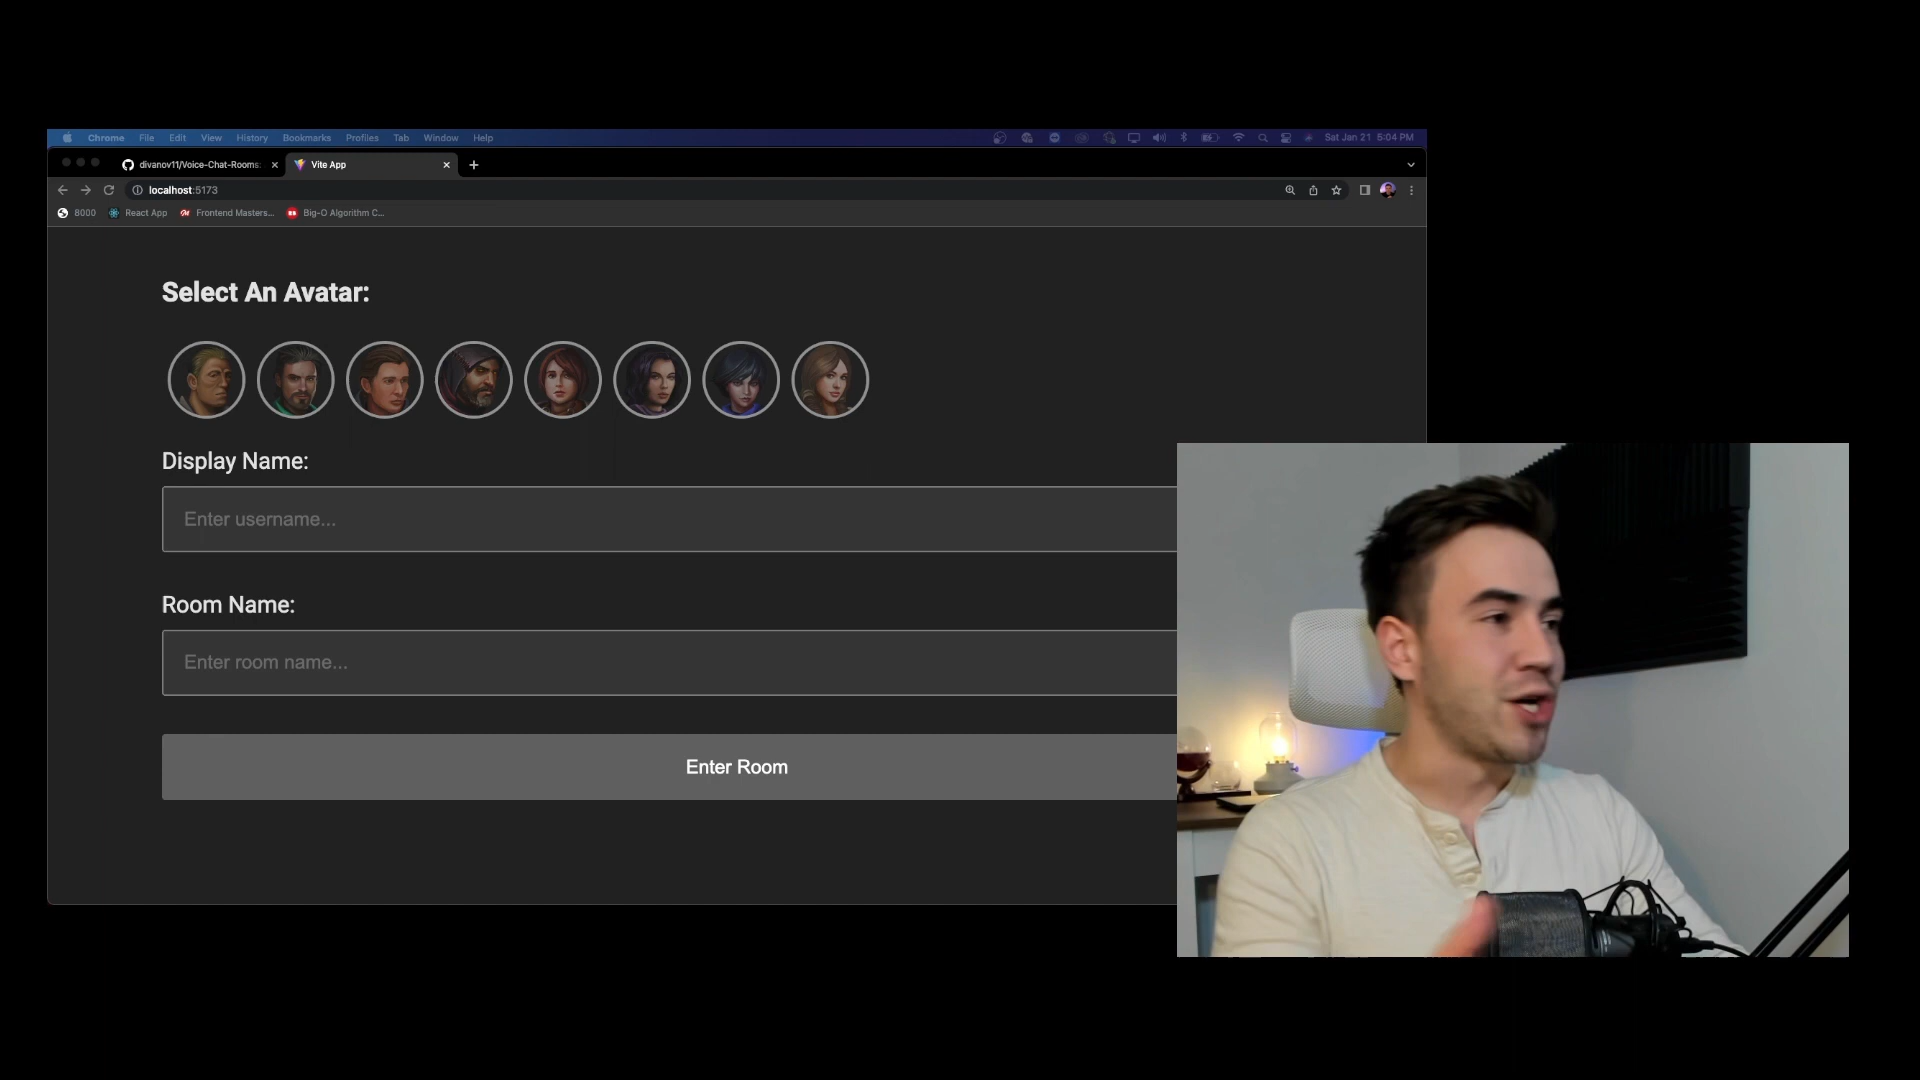 Chrome File Edit View History Bookmarks Profiles Tab Window Help Sat Jan 21 5:04 PM
divanov11/Voice-Chat-Rooms: Vite App
localhost:5173
8000 React App Frontend Masters... Big-O Algorithm C...
Select An Avatar:
Display Name:
Enter username...
Room Name:
Enter room name...
Enter Room